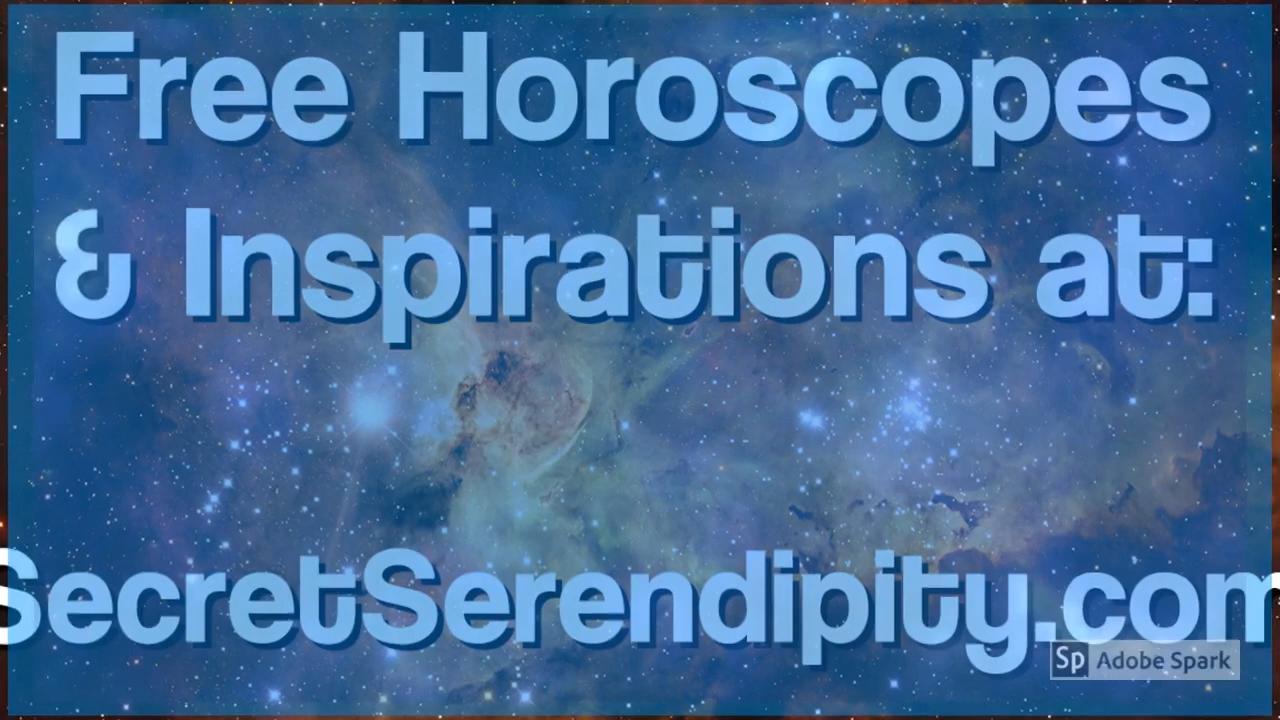 Free Horoscopes
& Inspirations at:
SecretSerendipity.com
Sp Adobe Spark